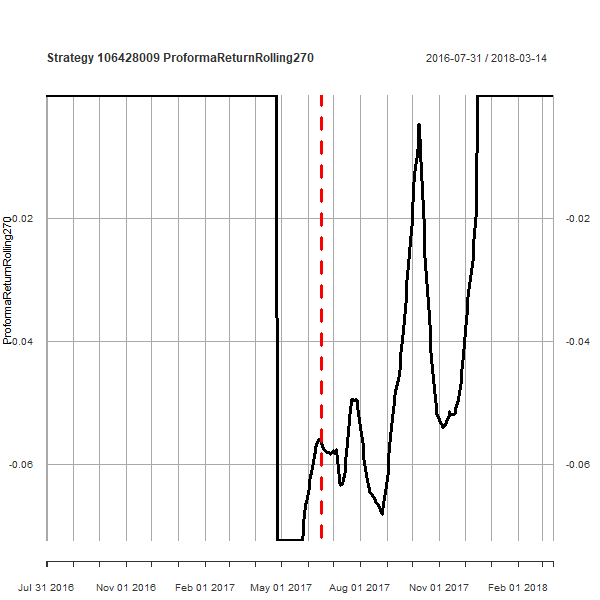 Strategy 106428009 ProformaReturnRolling270
2016-07-31 / 2018-03-14
ProformaReturnRolling270
-0.02
-0.02
-0.04
-0.04
-0.06
-0.06
Jul 31 2016 Nov 01 2016 Feb 01 2017 May 01 2017 Aug 01 2017 Nov 01 2017 Feb 01 2018